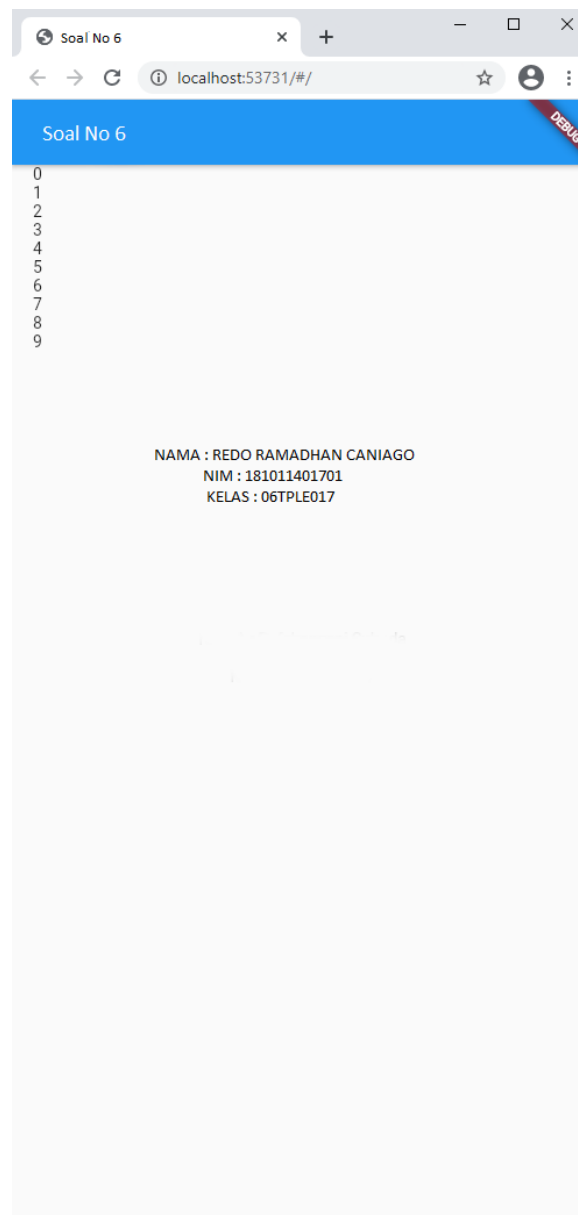 Soal No 6
localhost:53731/#/
Soal No 6
DEBUG
0
1
2
3
4
5
6
7
8
9
NAMA : REDO RAMADHAN CANIAGO
NIM : 181011401701
KELAS : 06TPLE017